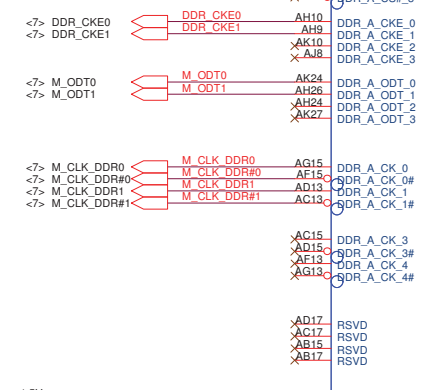 <7> DDR_CKE0 DDR_CKE0 AH10 DDR_A_CKE_0
<7> DDR_CKE1 DDR_CKE1 AH9 DDR_A_CKE_1
AK10 DDR_A_CKE_2
AJ8 DDR_A_CKE_3
<7> M_ODT0 M_ODT0 AK24 DDR_A_ODT_0
<7> M_ODT1 M_ODT1 AH26 DDR_A_ODT_1
AH24 DDR_A_ODT_2
AK27 DDR_A_ODT_3
<7> M_CLK_DDR0 M_CLK_DDR0 AG15 DDR_A_CK_0
<7> M_CLK_DDR#0 M_CLK_DDR#0 AF15 DDR_A_CK_0#
<7> M_CLK_DDR1 M_CLK_DDR1 AD13 DDR_A_CK_1
<7> M_CLK_DDR#1 M_CLK_DDR#1 AC13 DDR_A_CK_1#
AC15 DDR_A_CK_3
AD15 DDR_A_CK_3#
AF13 DDR_A_CK_4
AG13 DDR_A_CK_4#
AD17 RSVD
AC17 RSVD
AB15 RSVD
AB17 RSVD